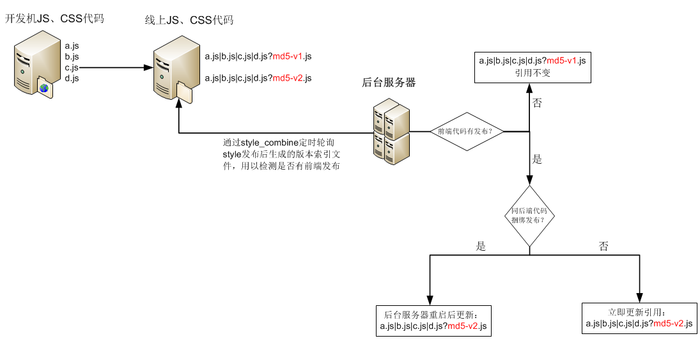 开发机JS、CSS代码
a.js
b.js
c.js
d.js
线上JS、CSS代码
a.js|b.js|c.js|d.js?md5-v1.js
a.js|b.js|c.js|d.js?md5-v2.js
通过style_combine定时轮询
style发布后生成的版本索引文
件，用以检测是否有前端发布
后台服务器
前端代码有发布?
a.js|b.js|c.js|d.js?md5-v1.js
引用不变
否
是
同后端代码
捆绑发布?
是
否
后台服务器重启后更新：
a.js|b.js|c.js|d.js?md5-v2.js
立即更新引用：
a.js|b.js|c.js|d.js?md5-v2.js